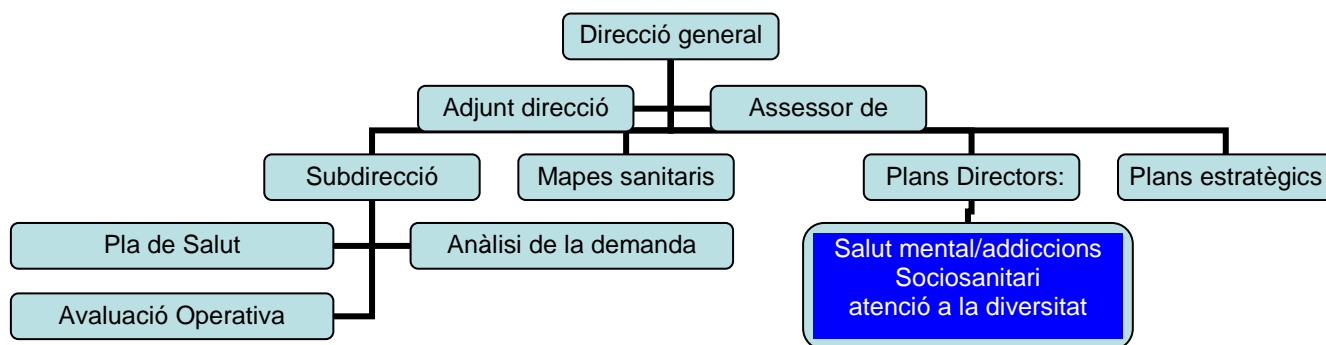 Direcció general
Adjunt direcció
Assessor de
Subdirecció
Mapes sanitaris
Plans Directors:
Plans estratègics
Pla de Salut
Anàlisi de la demanda
Salut mental/addiccions
Sociosanitari
atenció a la diversitat
Avaluació Operativa